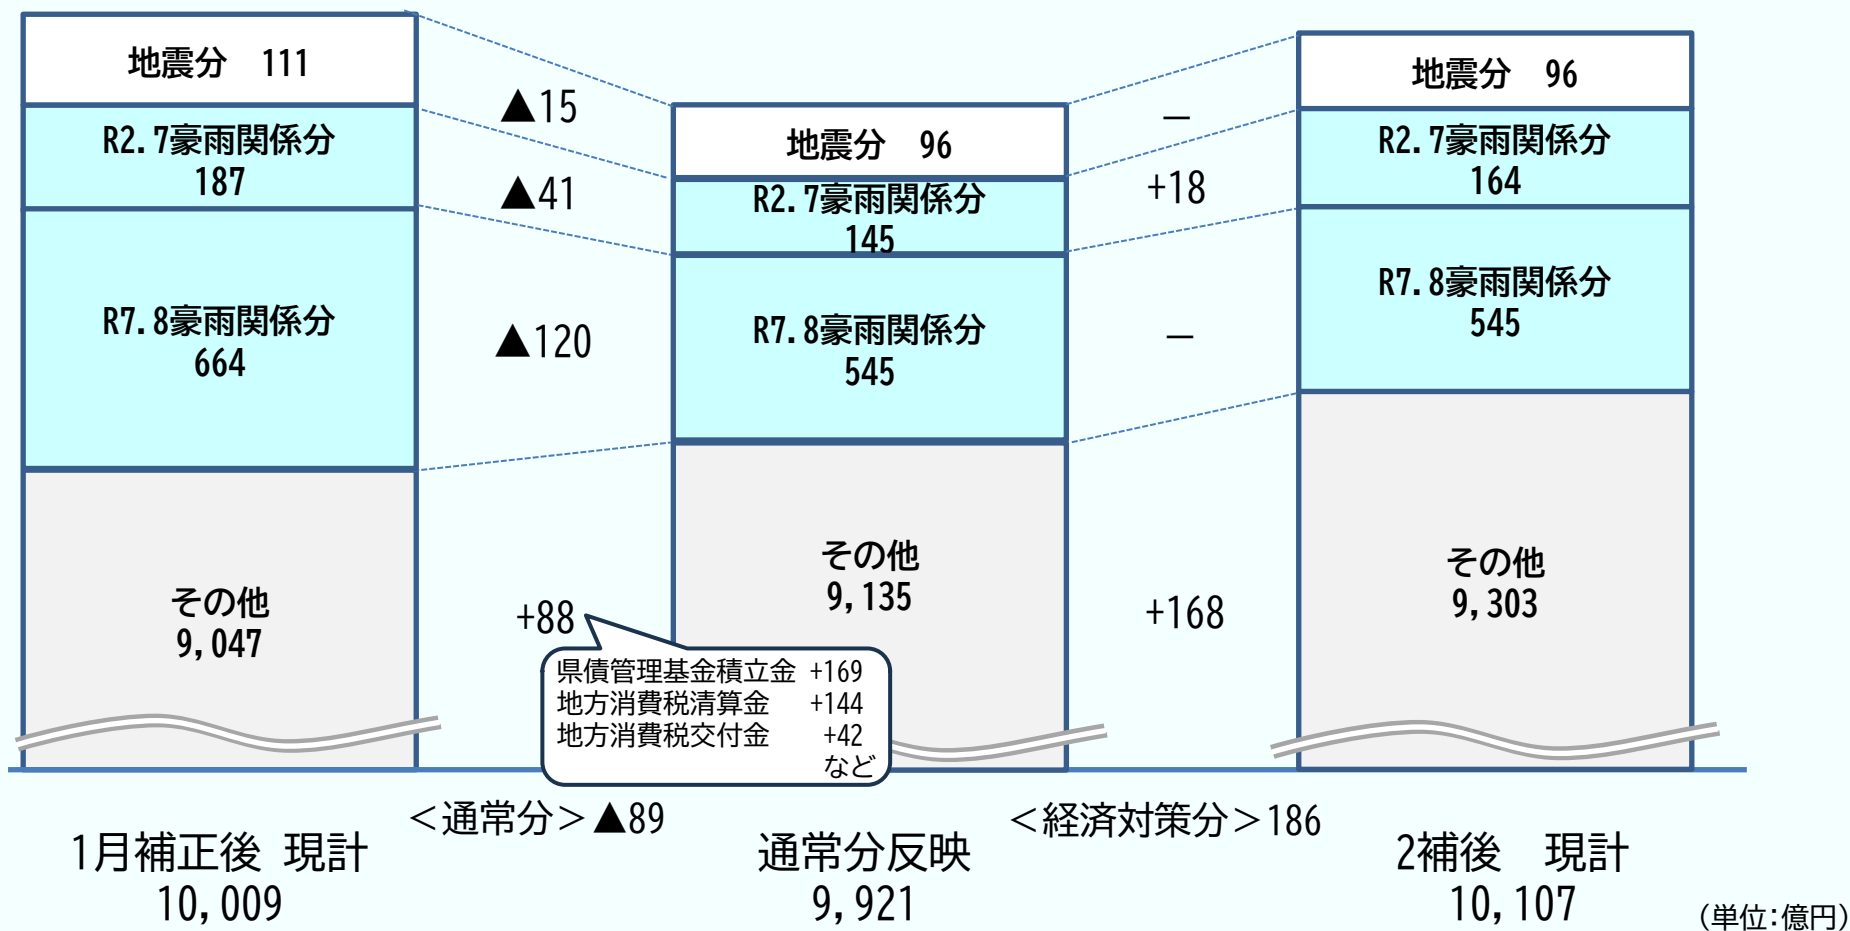 地震分 111
R2.7豪雨関係分
187
R7.8豪雨関係分
664
その他
9,047
▲15
▲41
▲120
+88
地震分 96
R2.7豪雨関係分
145
R7.8豪雨関係分
545
その他
9,135
県債管理基金積立金 +169
地方消費税清算金 +144
地方消費税交付金 +42
など
－
+18
－
+168
地震分 96
R2.7豪雨関係分
164
R7.8豪雨関係分
545
その他
9,303
＜通常分＞▲89
＜経済対策分＞186
1月補正後 現計
10,009
通常分反映
9,921
2補後 現計
10,107
(単位:億円)